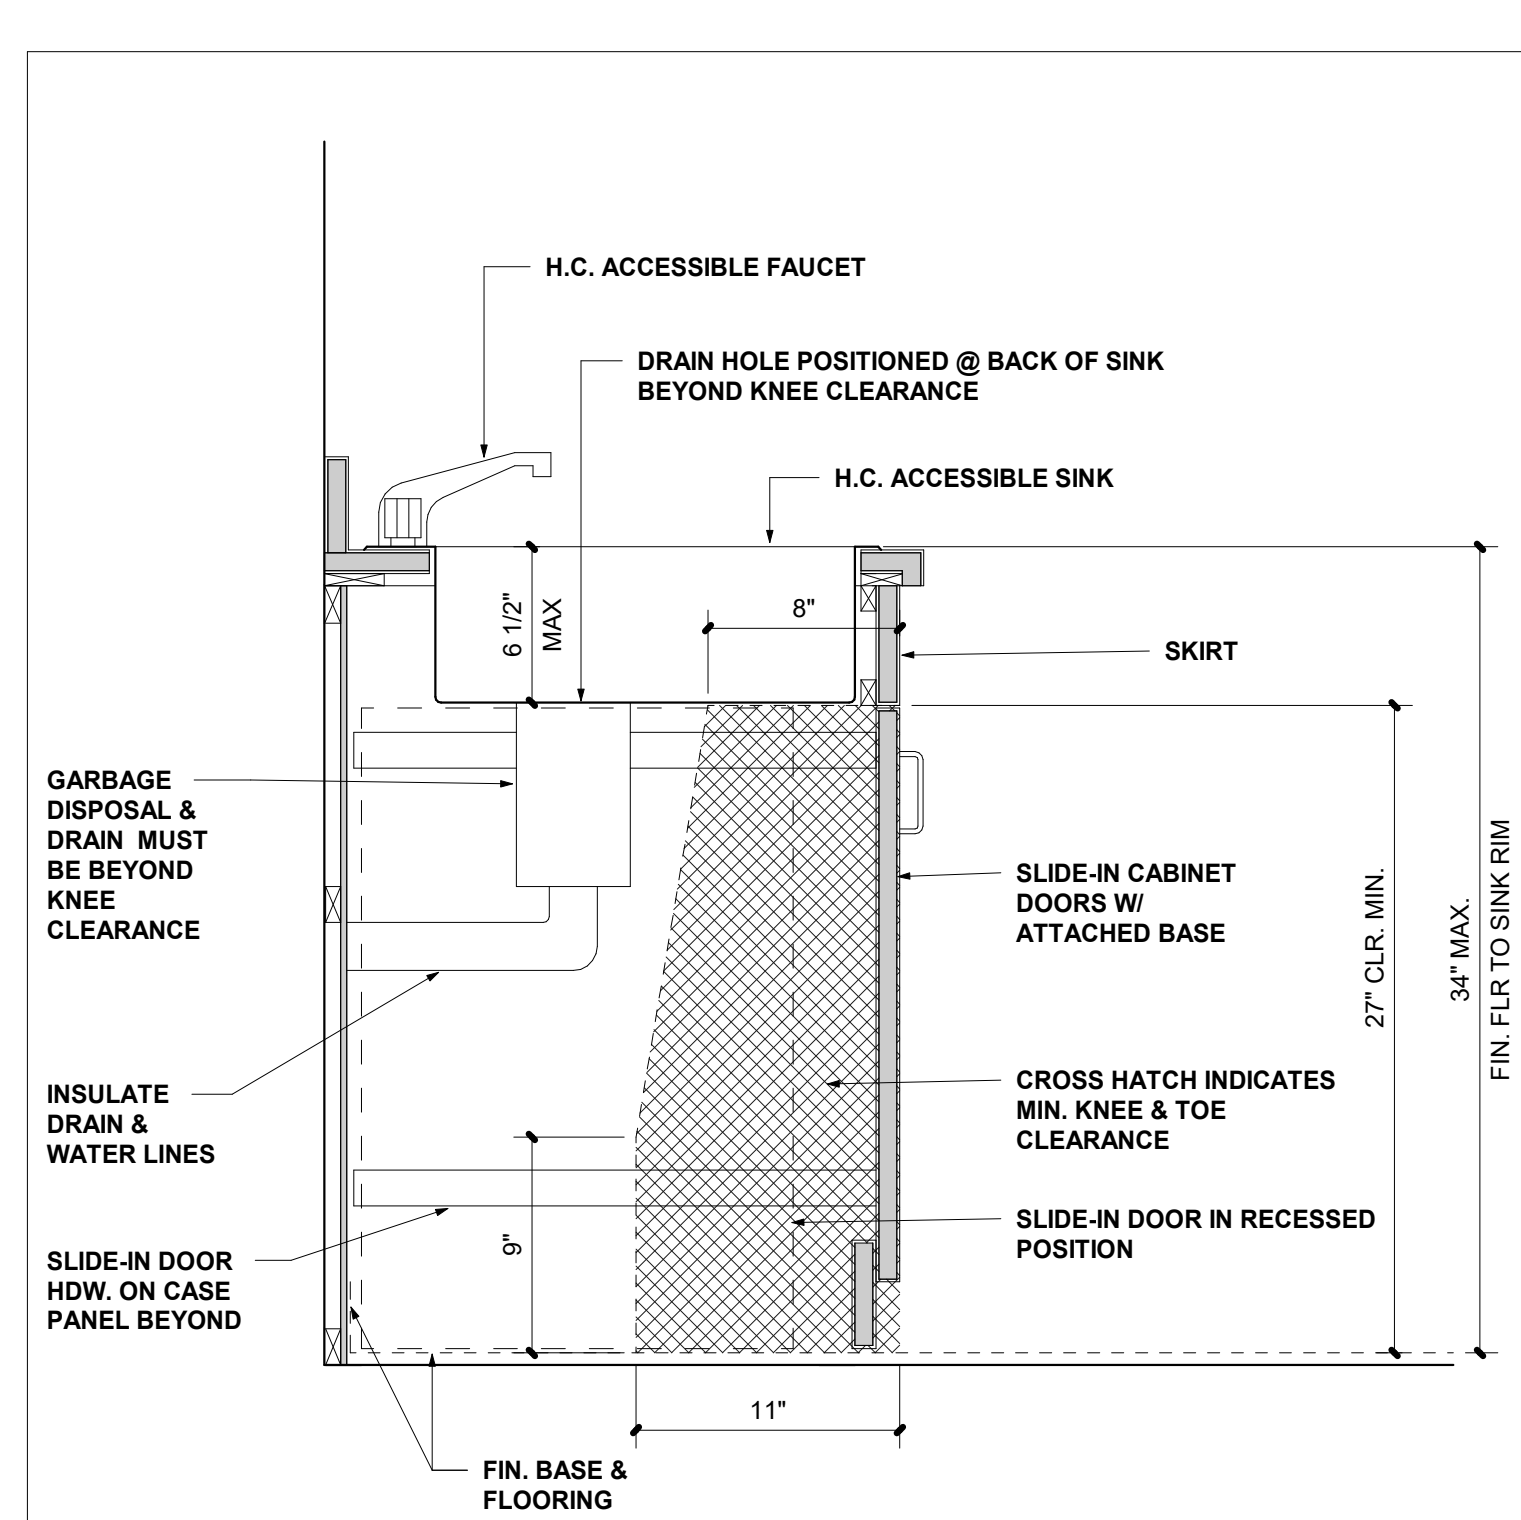 H.C. ACCESSIBLE FAUCET
DRAIN HOLE POSITIONED @ BACK OF SINK
BEYOND KNEE CLEARANCE
H.C. ACCESSIBLE SINK
6 1/2"
MAX
8"
SKIRT
GARBAGE
DISPOSAL &
DRAIN MUST
BE BEYOND
KNEE
CLEARANCE
SLIDE-IN CABINET
DOORS W/
ATTACHED BASE
27" CLR. MIN.
34" MAX.
FIN. FLR TO SINK RIM
INSULATE
DRAIN &
WATER LINES
CROSS HATCH INDICATES
MIN. KNEE & TOE
CLEARANCE
9"
SLIDE-IN DOOR IN RECESSED
POSITION
SLIDE-IN DOOR
HDW. ON CASE
PANEL BEYOND
11"
FIN. BASE &
FLOORING